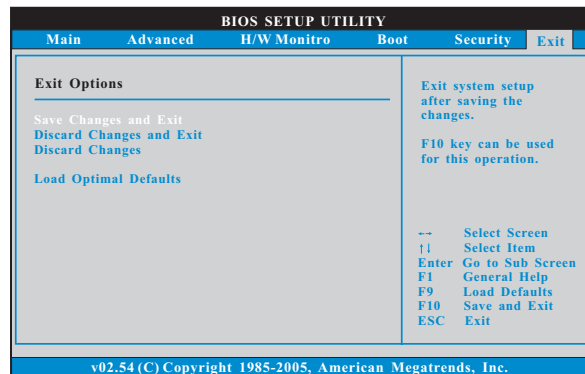 BIOS SETUP UTILITY
Main Advanced H/W Monitro Boot Security Exit
Exit Options
Save Changes and Exit
Discard Changes and Exit
Discard Changes
Load Optimal Defaults
Exit system setup
after saving the
changes.
F10 key can be used
for this operation.
←→ Select Screen
↑↓ Select Item
Enter Go to Sub Screen
F1 General Help
F9 Load Defaults
F10 Save and Exit
ESC Exit
v02.54 (C) Copyright 1985-2005, American Megatrends, Inc.